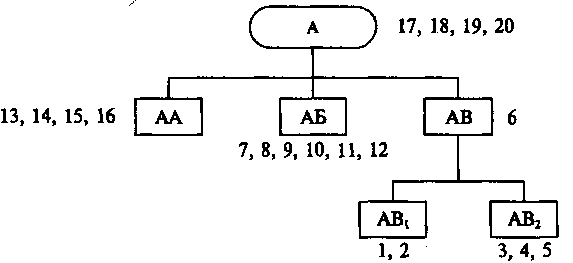 А 17, 18, 19, 20
13, 14, 15, 16 АА АБ АВ 6
7, 8, 9, 10, 11, 12
АВ₁ АВ₂
1, 2 3, 4, 5